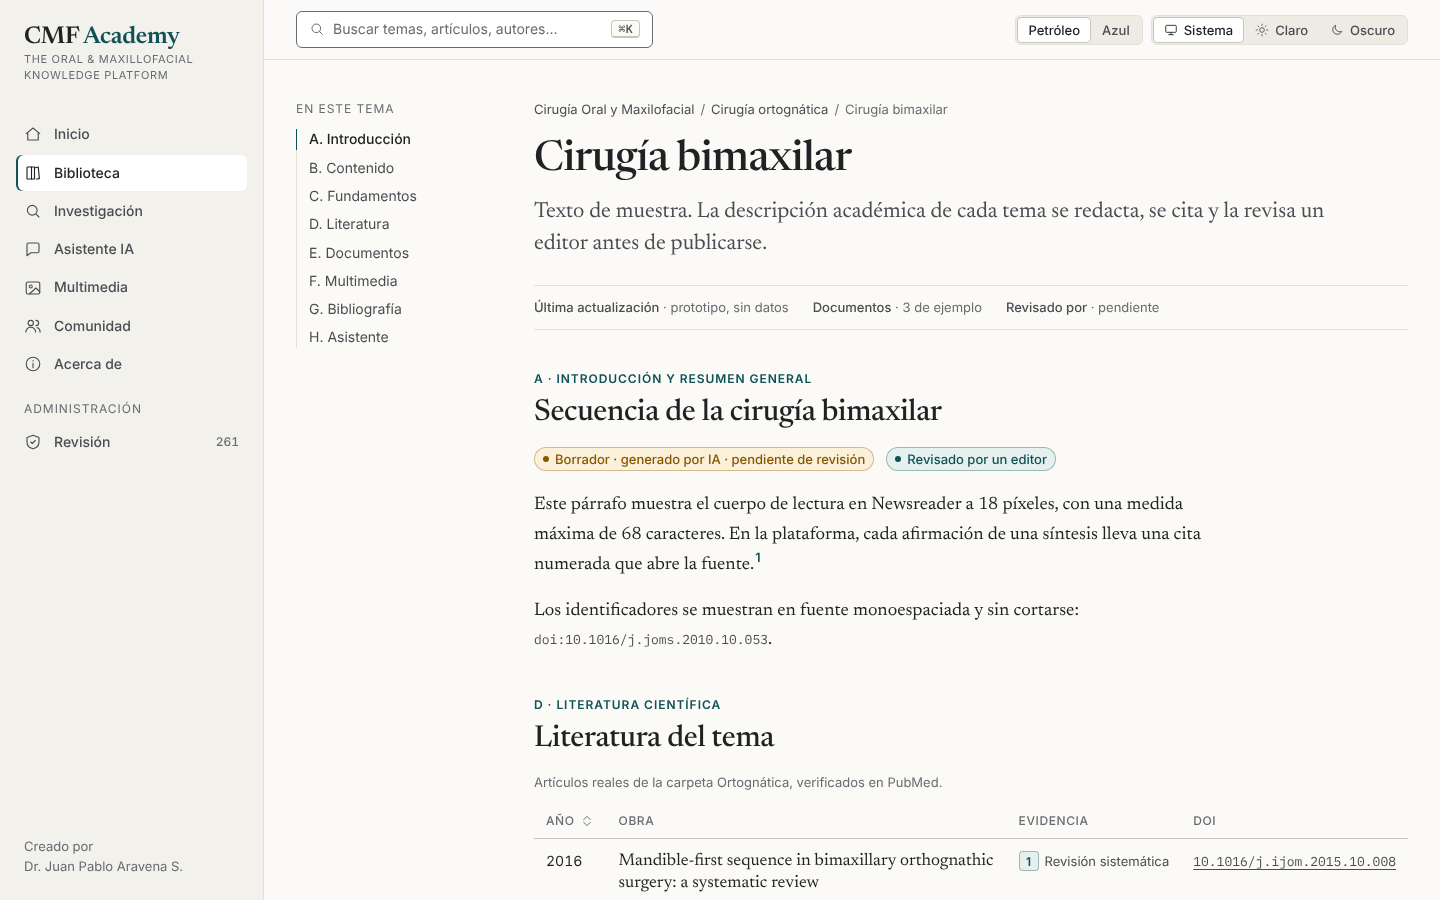 CMF Academy
THE ORAL & MAXILLOFACIAL
KNOWLEDGE PLATFORM
Inicio
Biblioteca
Investigación
Asistente IA
Multimedia
Comunidad
Acerca de
ADMINISTRACIÓN
Revisión 261
Creado por
Dr. Juan Pablo Aravena S.
Buscar temas, artículos, autores... ⌘K
Petróleo Azul
Sistema Claro Oscuro
EN ESTE TEMA
A. Introducción
B. Contenido
C. Fundamentos
D. Literatura
E. Documentos
F. Multimedia
G. Bibliografía
H. Asistente
Cirugía Oral y Maxilofacial / Cirugía ortognática / Cirugía bimaxilar
Cirugía bimaxilar
Texto de muestra. La descripción académica de cada tema se redacta, se cita y la revisa un
editor antes de publicarse.
Última actualización · prototipo, sin datos Documentos · 3 de ejemplo Revisado por · pendiente
A · INTRODUCCIÓN Y RESUMEN GENERAL
Secuencia de la cirugía bimaxilar
Borrador · generado por IA · pendiente de revisión Revisado por un editor
Este párrafo muestra el cuerpo de lectura en Newsreader a 18 píxeles, con una medida
máxima de 68 caracteres. En la plataforma, cada afirmación de una síntesis lleva una cita
numerada que abre la fuente.1
Los identificadores se muestran en fuente monoespaciada y sin cortarse:
doi:10.1016/j.joms.2010.10.053.
D · LITERATURA CIENTÍFICA
Literatura del tema
Artículos reales de la carpeta Ortognática, verificados en PubMed.
AÑO OBRA EVIDENCIA DOI
2016 Mandible-first sequence in bimaxillary orthognathic 1 Revisión sistemática 10.1016/j.ijom.2015.10.008
surgery: a systematic review